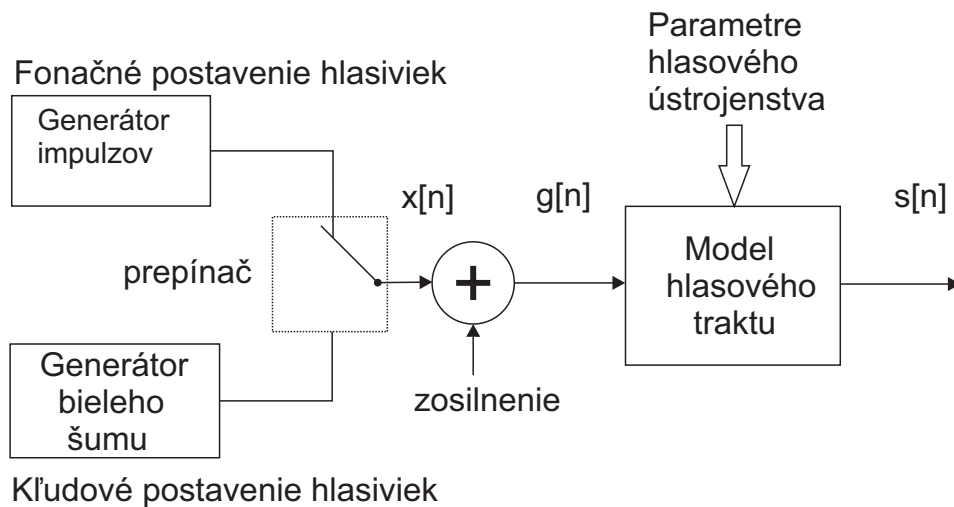 Parametre
hlasového
ústrojenstva
Fonačné postavenie hlasiviek
Generátor
impulzov
x[n]
g[n]
s[n]
prepínač
+
Model
hlasového
traktu
Generátor
bieleho
šumu
zosilnenie
Kľudové postavenie hlasiviek